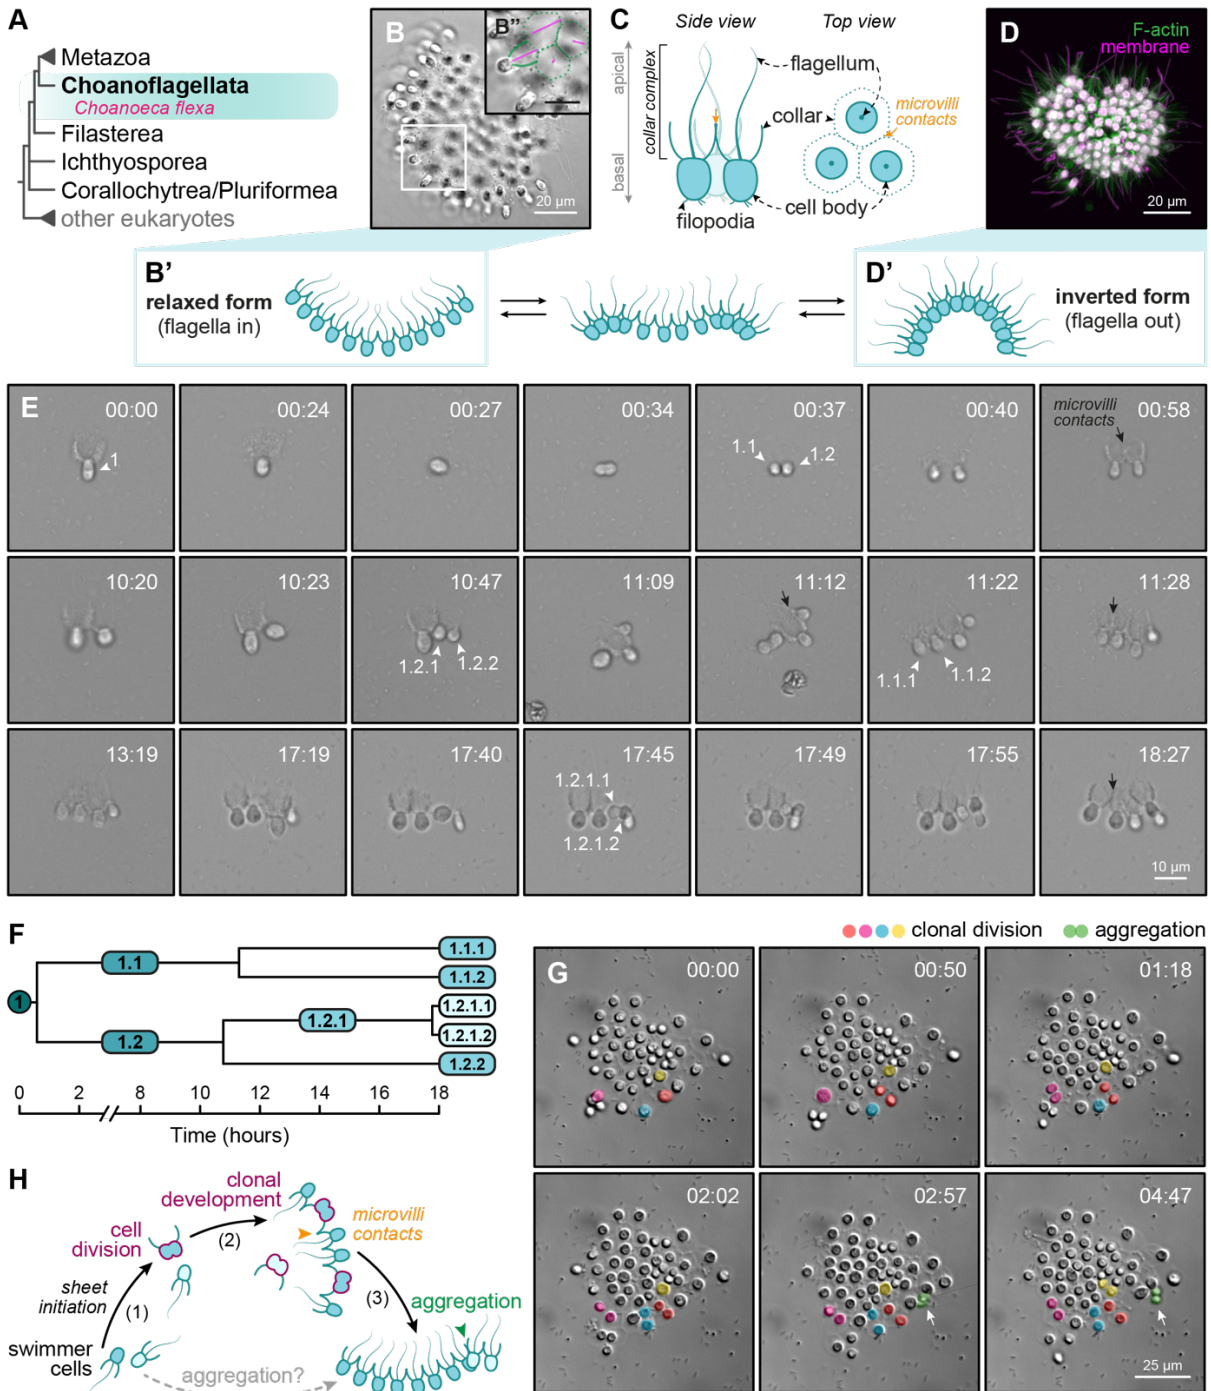 A
Metazoa
Choanoflagellata
Choanoeca flexa
Filasterea
Ichthyosporea
Corallochytrea/Pluriformea
other eukaryotes
B
B''
20 µm
C
Side view
Top view
apical
basal
collar complex
flagellum
collar
microvilli
contacts
cell body
filopodia
D
F-actin
membrane
20 µm
B'
relaxed form
(flagella in)
D'
inverted form
(flagella out)
E
00:00
1
00:24
00:27
00:34
00:37
1.1
1.2
00:40
00:58
microvilli
contacts
10:20
10:23
10:47
1.2.1
1.2.2
11:09
11:12
11:22
1.1.1
1.1.2
11:28
13:19
17:19
17:40
17:45
1.2.1.1
1.2.1.2
17:49
17:55
18:27
10 µm
F
1
1.1
1.2
1.2.1
1.1.1
1.1.2
1.2.1.1
1.2.1.2
1.2.2
0 2 8 10 12 14 16 18
Time (hours)
clonal division
aggregation
G
00:00
00:50
01:18
02:02
02:57
04:47
25 µm
H
swimmer
cells
sheet
initiation
(1)
cell
division
(2)
clonal
development
microvilli
contacts
(3)
aggregation
aggregation?